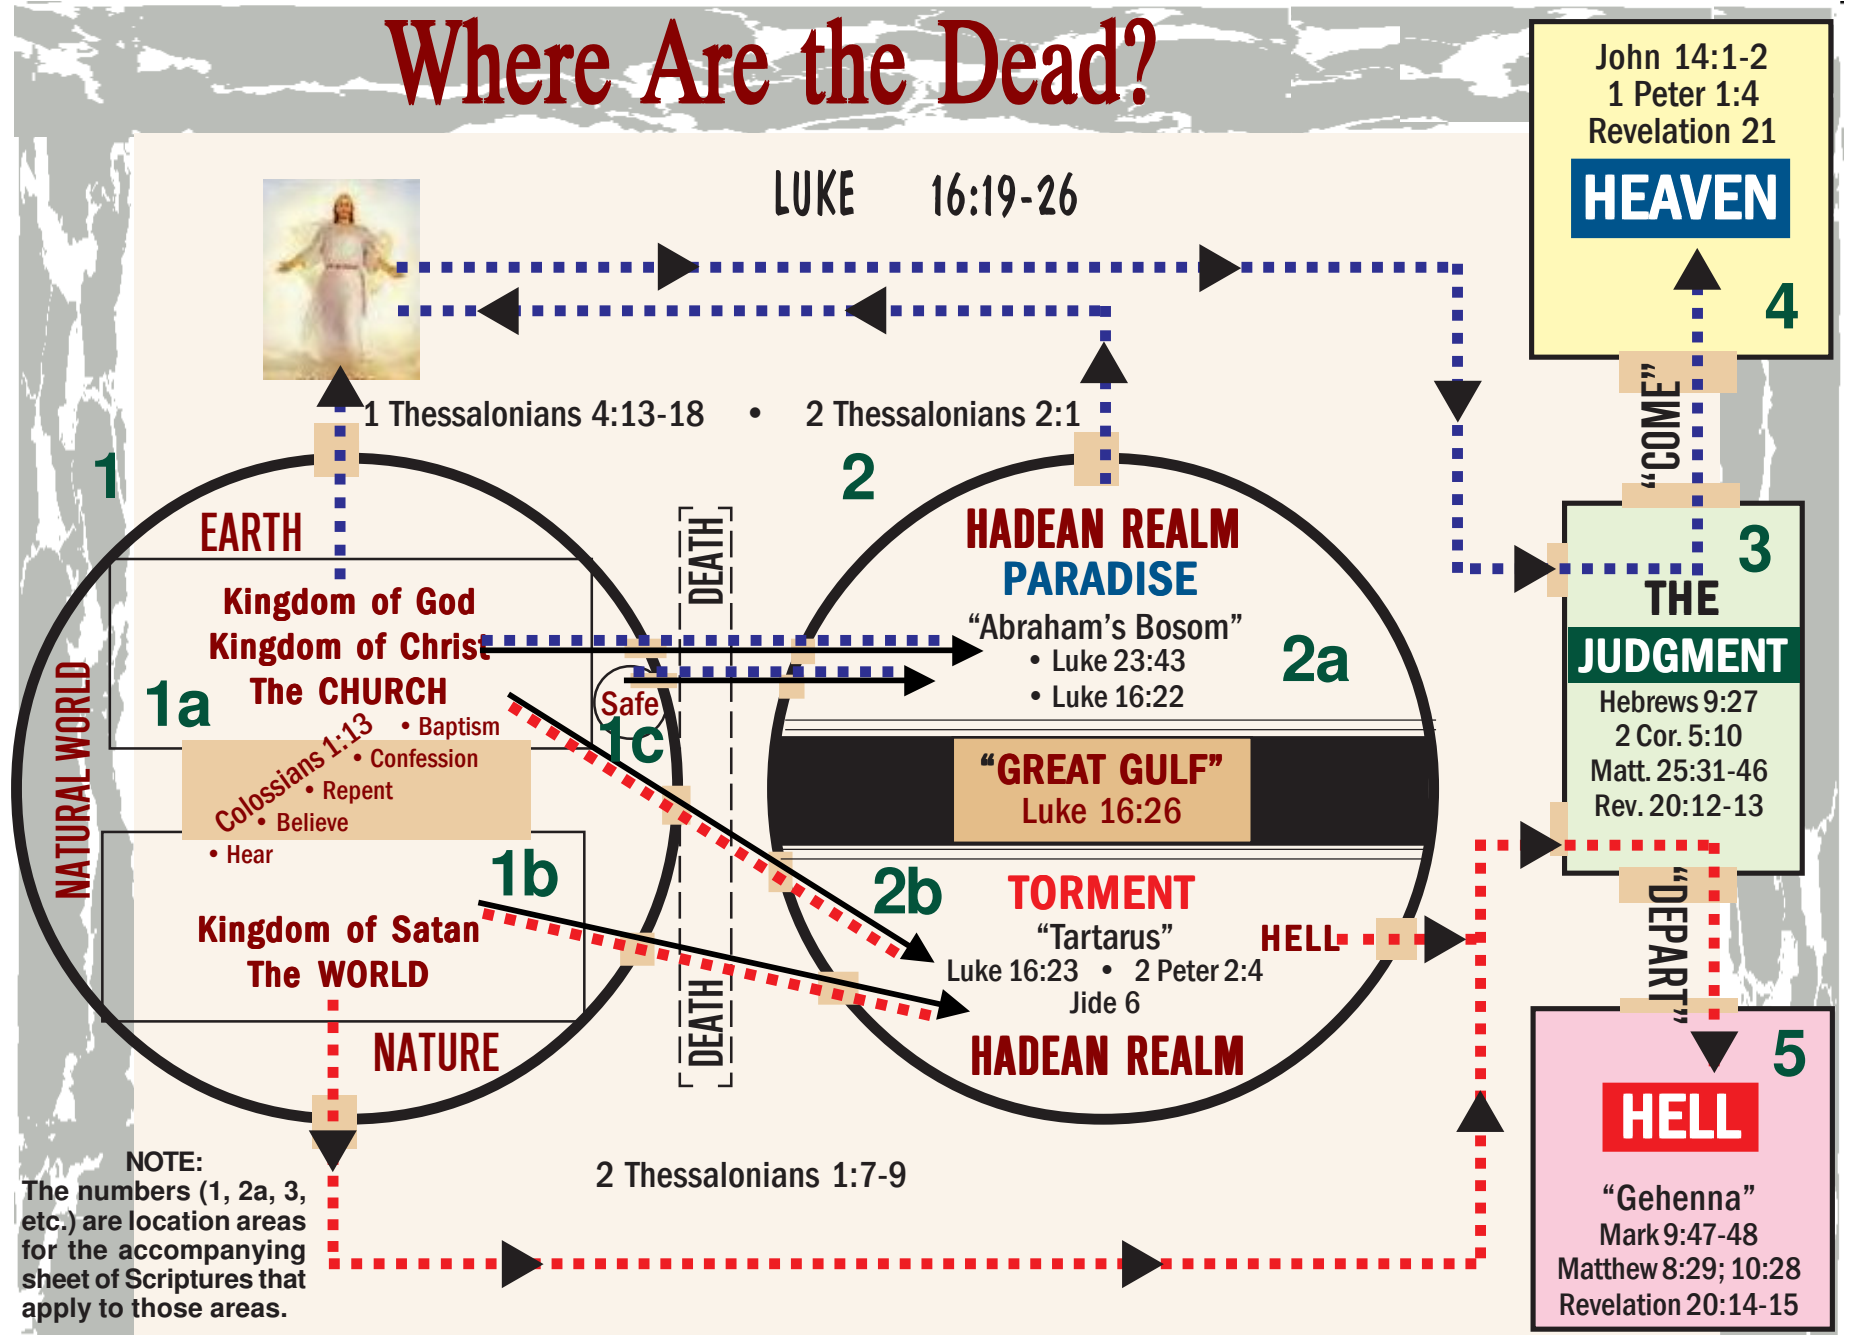 Where Are the Dead?
John 14:1-2
1 Peter 1:4
Revelation 21
HEAVEN
4
LUKE 16:19-26
1 Thessalonians 4:13-18 • 2 Thessalonians 2:1
"COME"
1
EARTH
NATURAL WORLD
Kingdom of God
Kingdom of Christ
The CHURCH
1a
Colossians 1:13
• Baptism
• Confession
• Repent
• Believe
• Hear
Safe
1c
1b
Kingdom of Satan
The WORLD
NATURE
DEATH
DEATH
2
HADEAN REALM
PARADISE
"Abraham's Bosom"
• Luke 23:43
• Luke 16:22
2a
"GREAT GULF"
Luke 16:26
2b
TORMENT
"Tartarus"
HELL
Luke 16:23 • 2 Peter 2:4
Jide 6
HADEAN REALM
3
THE
JUDGMENT
Hebrews 9:27
2 Cor. 5:10
Matt. 25:31-46
Rev. 20:12-13
"DEPART"
5
HELL
"Gehenna"
Mark 9:47-48
Matthew 8:29; 10:28
Revelation 20:14-15
2 Thessalonians 1:7-9
NOTE:
The numbers (1, 2a, 3,
etc.) are location areas
for the accompanying
sheet of Scriptures that
apply to those areas.